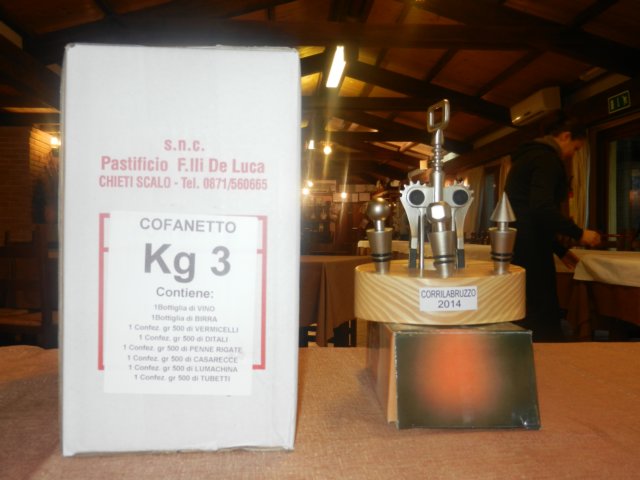 s.n.c.
Pastificio F.lli De Luca
CHIETI SCALO - Tel. 0871/560665
COFANETTO
Kg 3
Contiene:
1Bottiglia di VINO
1Bottiglia di BIRRA
1 Confez. gr 500 di VERMICELLI
1 Confez. gr 500 di DITALI
1 Confez. gr 500 di PENNE RIGATE
1 Confez. gr 500 di CASARECCE
1 Confez. gr 500 di LUMACHINA
1 Confez. gr 500 di TUBETTI
CORRILABRUZZO
2014